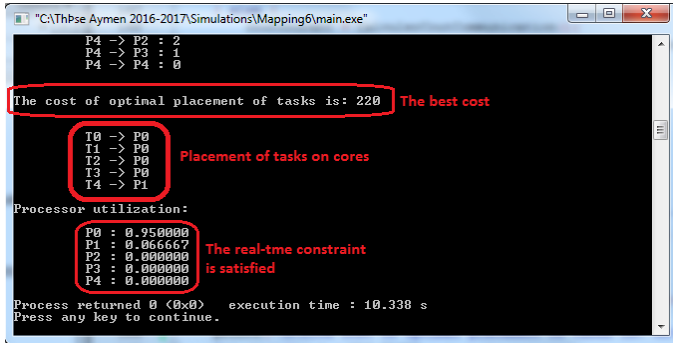 "C:\ThÞse Aymen 2016-2017\Simulations\Mapping6\main.exe"
P4 -> P2 : 2
P4 -> P3 : 1
P4 -> P4 : 0
The cost of optimal placement of tasks is: 220 The best cost
T0 -> P0
T1 -> P0
T2 -> P0 Placement of tasks on cores
T3 -> P0
T4 -> P1
Processor utilization:
P0 : 0.950000
P1 : 0.066667 The real-tme constraint
P2 : 0.000000
P3 : 0.000000 is satisfied
P4 : 0.000000
Process returned 0 (0x0) execution time : 10.338 s
Press any key to continue.